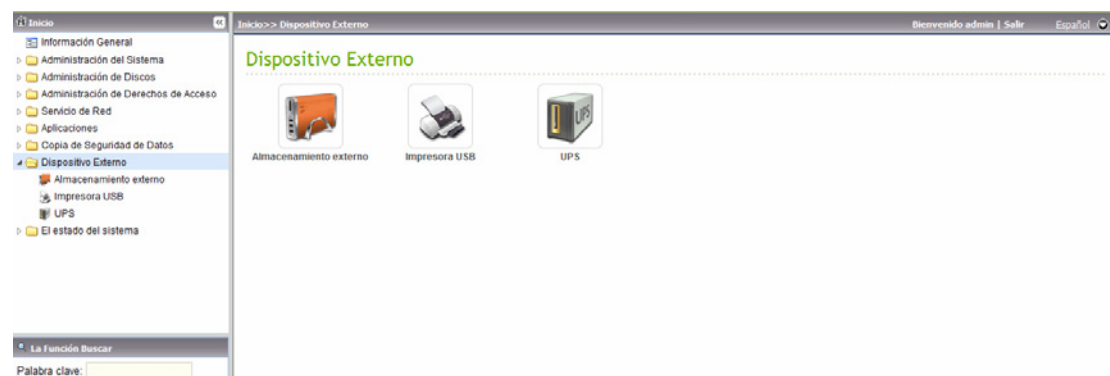 Inicio
Información General
Administración del Sistema
Administración de Discos
Administración de Derechos de Acceso
Servicio de Red
Aplicaciones
Copia de Seguridad de Datos
Dispositivo Externo
Almacenamiento externo
Impresora USB
UPS
El estado del sistema
La Función Buscar
Palabra clave:
Inicio>> Dispositivo Externo
Bienvenido admin | Salir
Español
Dispositivo Externo
UPS
Almacenamiento externo
Impresora USB
UPS